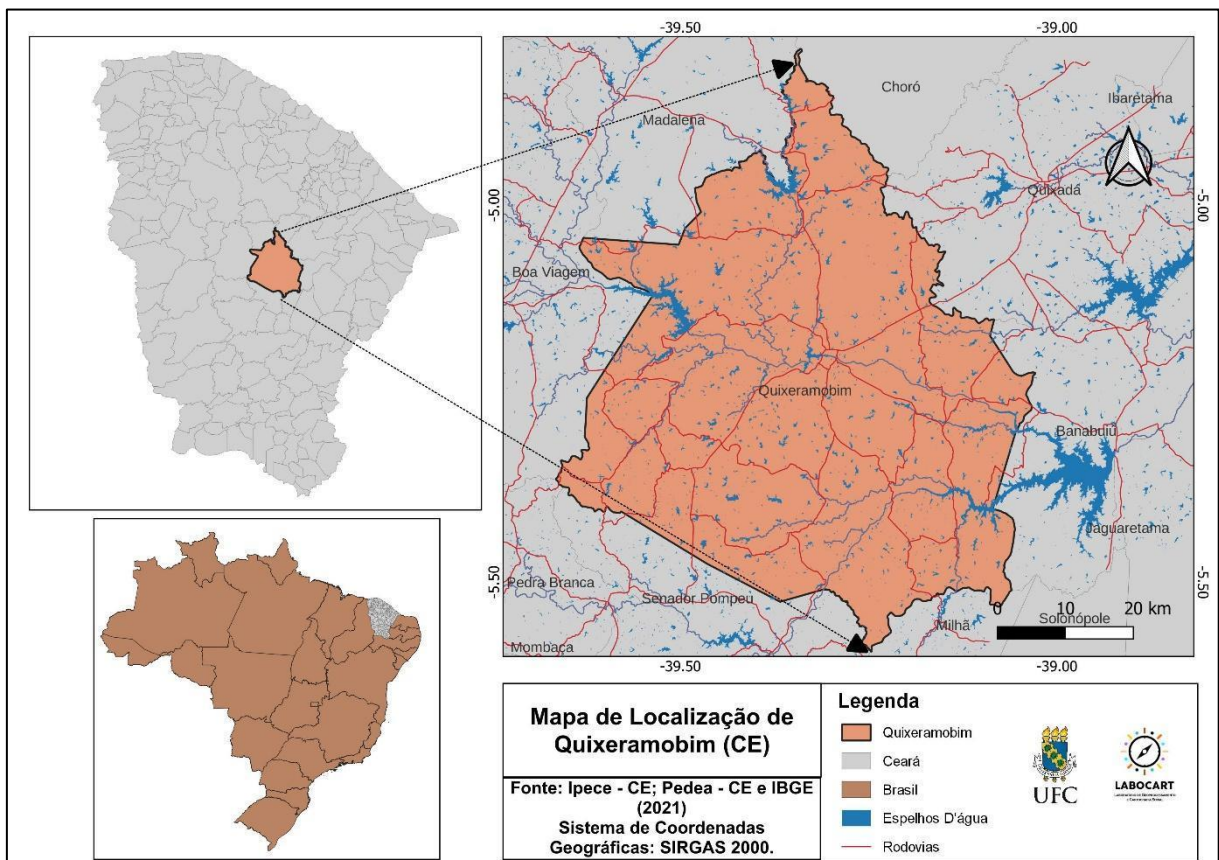 -39.50
-39.00
Choró
Ibaretama
Madalena
Quixadá
-5.00
-5.00
Boa Viagem
Quixeramobim
Banabuiú
Jaguaretama
-5.50
-5.50
Pedra Branca
Senador Pompeu
0 10 20 km
Solonópole
Milhã
Mombaça
-39.50
-39.00
Mapa de Localização de
Quixeramobim (CE)
Fonte: Ipece - CE; Pedea - CE e IBGE
(2021)
Sistema de Coordenadas
Geográficas: SIRGAS 2000.
Legenda
Quixeramobim
Ceará
Brasil
Espelhos D'água
Rodovias
UFC
LABOCART